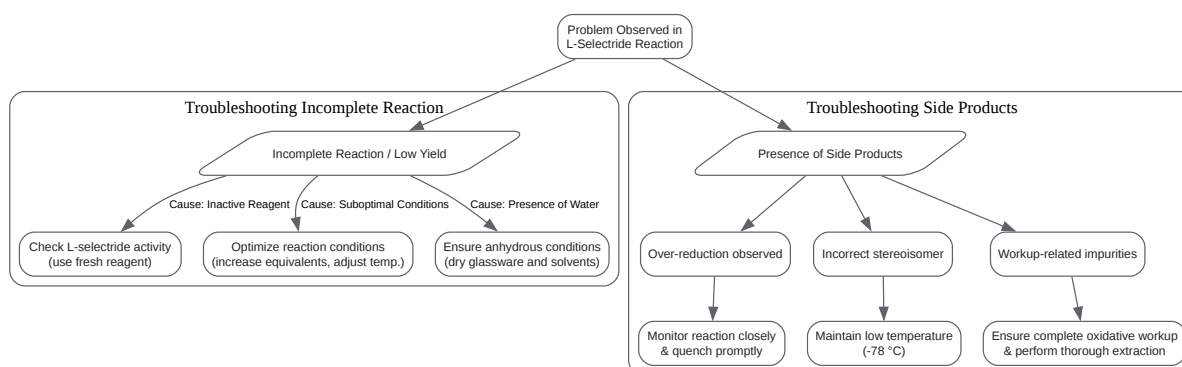 Problem Observed in
L-Selectride Reaction
Troubleshooting Incomplete Reaction
Troubleshooting Side Products
Incomplete Reaction / Low Yield
Presence of Side Products
Cause: Inactive Reagent
Cause: Suboptimal Conditions
Cause: Presence of Water
Check L-selectride activity
(use fresh reagent)
Optimize reaction conditions
(increase equivalents, adjust temp.)
Ensure anhydrous conditions
(dry glassware and solvents)
Over-reduction observed
Incorrect stereoisomer
Workup-related impurities
Monitor reaction closely
& quench promptly
Maintain low temperature
(-78 °C)
Ensure complete oxidative workup
& perform thorough extraction